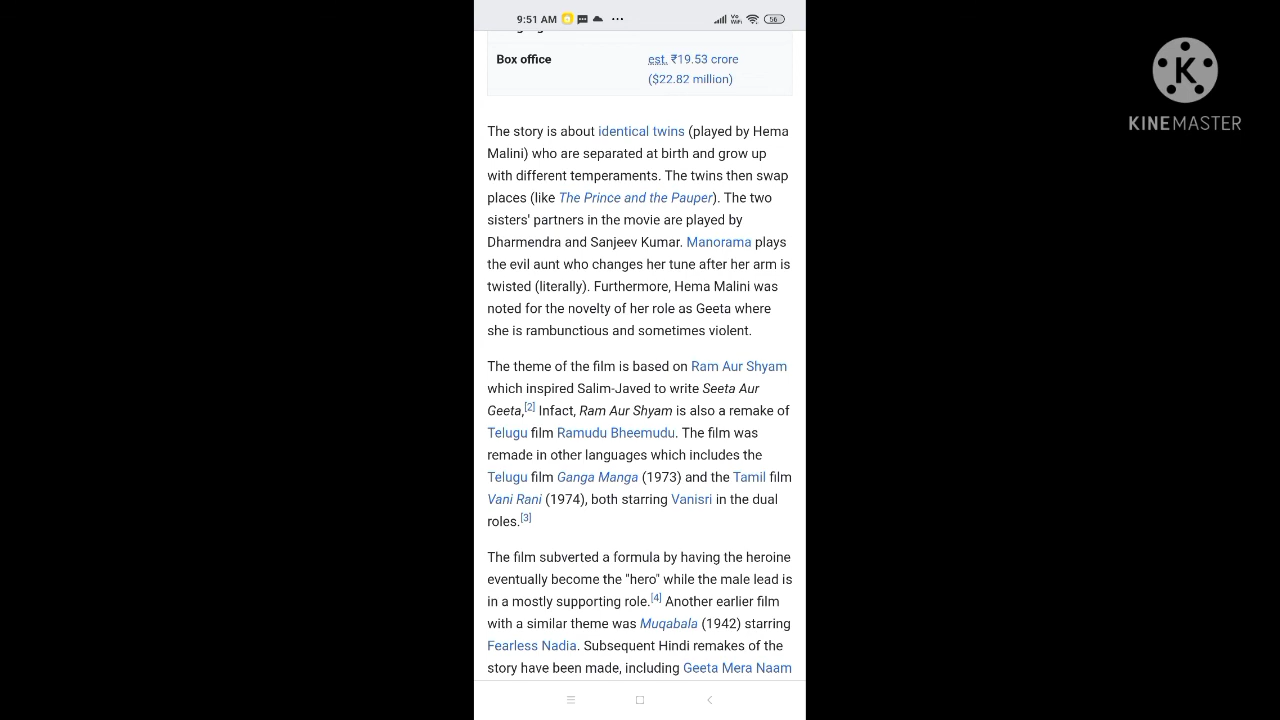 9:51 AM
Vo
WiFi
56
Box office
est. ₹19.53 crore
($22.82 million)
The story is about identical twins (played by Hema
Malini) who are separated at birth and grow up
with different temperaments. The twins then swap
places (like The Prince and the Pauper). The two
sisters' partners in the movie are played by
Dharmendra and Sanjeev Kumar. Manorama plays
the evil aunt who changes her tune after her arm is
twisted (literally). Furthermore, Hema Malini was
noted for the novelty of her role as Geeta where
she is rambunctious and sometimes violent.
The theme of the film is based on Ram Aur Shyam
which inspired Salim-Javed to write Seeta Aur
Geeta,[2] Infact, Ram Aur Shyam is also a remake of
Telugu film Ramudu Bheemudu. The film was
remade in other languages which includes the
Telugu film Ganga Manga (1973) and the Tamil film
Vani Rani (1974), both starring Vanisri in the dual
roles.[3]
The film subverted a formula by having the heroine
eventually become the "hero" while the male lead is
in a mostly supporting role.[4] Another earlier film
with a similar theme was Muqabala (1942) starring
Fearless Nadia. Subsequent Hindi remakes of the
story have been made, including Geeta Mera Naam
K
KINEMASTER